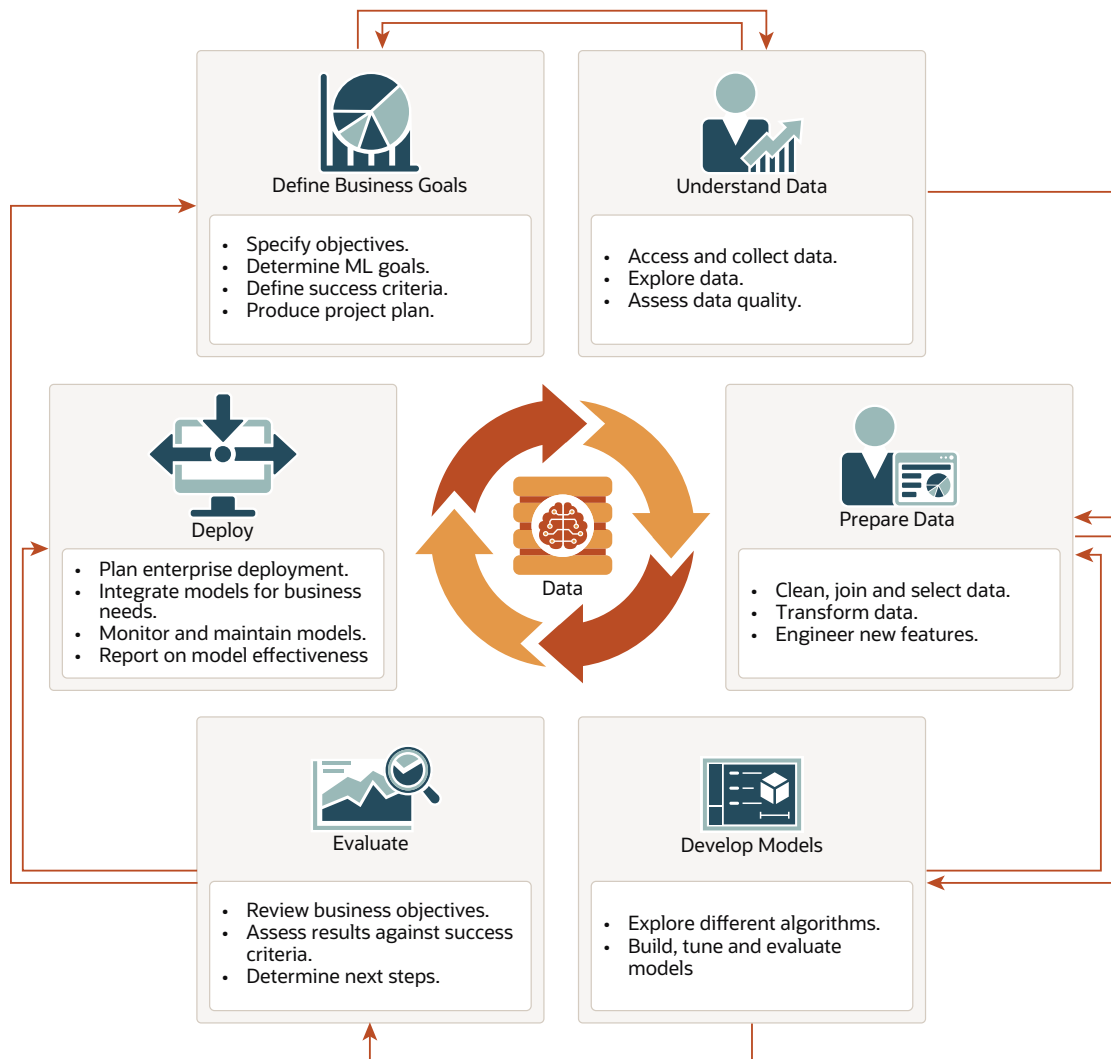 Define Business Goals
• Specify objectives.
• Determine ML goals.
• Define success criteria.
• Produce project plan.
Understand Data
• Access and collect data.
• Explore data.
• Assess data quality.
Deploy
• Plan enterprise deployment.
• Integrate models for business
needs.
• Monitor and maintain models.
• Report on model effectiveness
Data
Prepare Data
• Clean, join and select data.
• Transform data.
• Engineer new features.
Evaluate
• Review business objectives.
• Assess results against success
criteria.
• Determine next steps.
Develop Models
• Explore different algorithms.
• Build, tune and evaluate
models